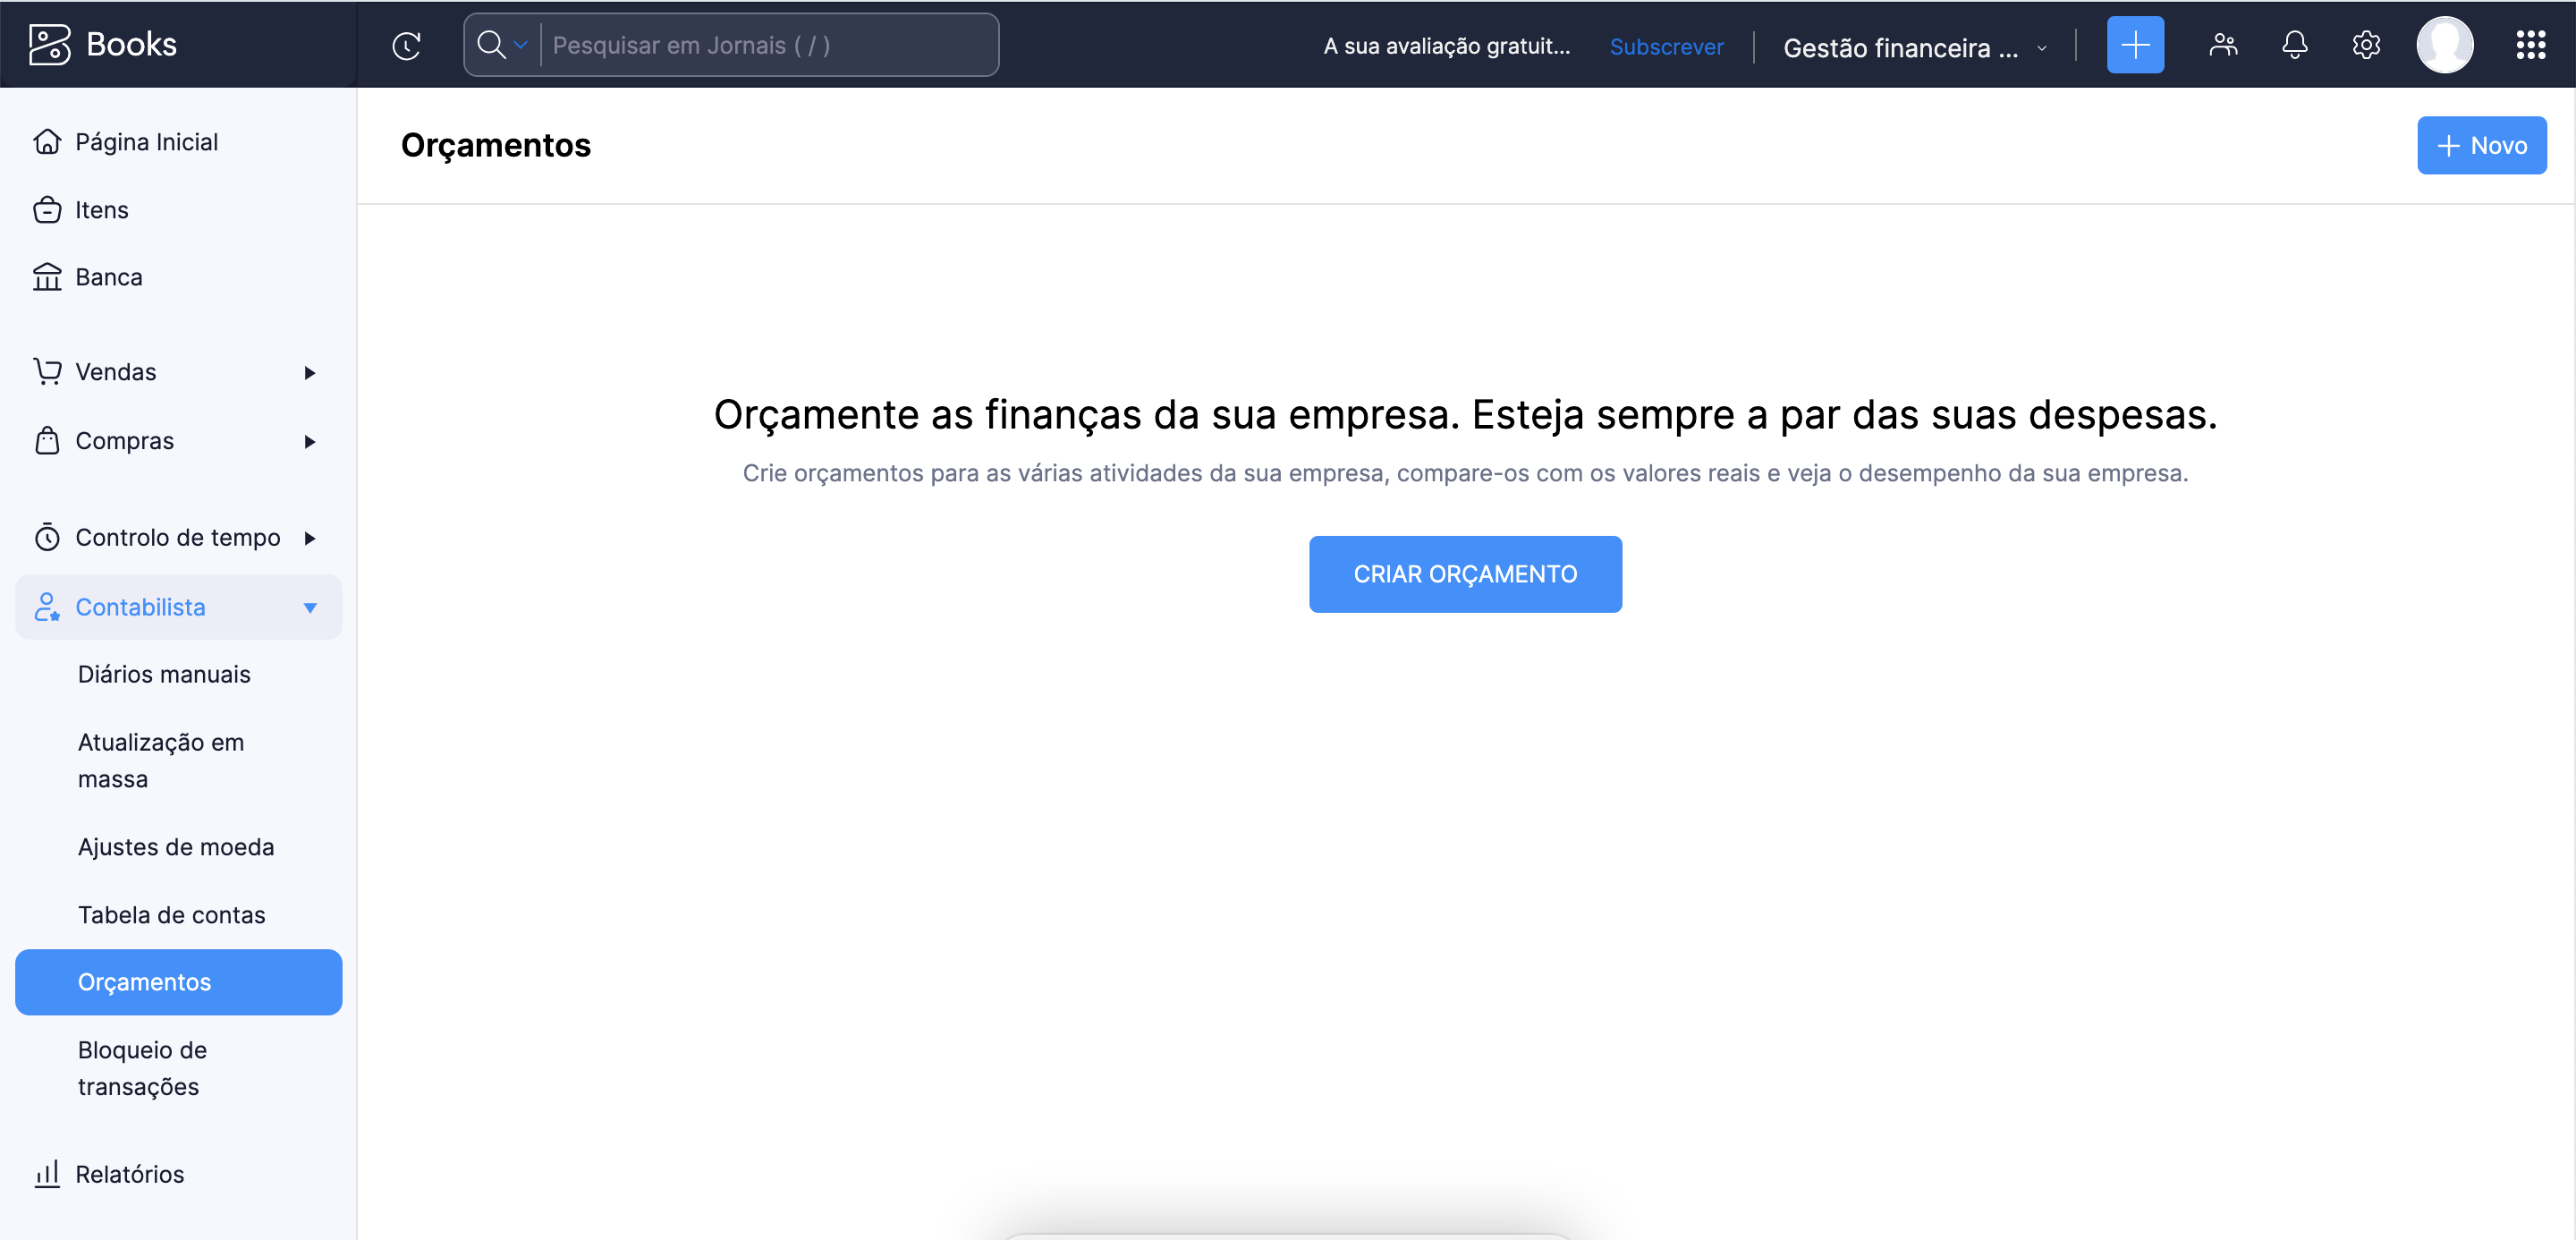 Books
Pesquisar em Jornais ( / )
A sua avaliação gratuit...
Subscrever
Gestão financeira ...
Página Inicial
Itens
Banca
Vendas
Compras
Controlo de tempo
Contabilista
Diários manuais
Atualização em
massa
Ajustes de moeda
Tabela de contas
Orçamentos
Bloqueio de
transações
Relatórios
Orçamentos
Novo
Orçamente as finanças da sua empresa. Esteja sempre a par das suas despesas.
Crie orçamentos para as várias atividades da sua empresa, compare-os com os valores reais e veja o desempenho da sua empresa.
CRIAR ORÇAMENTO